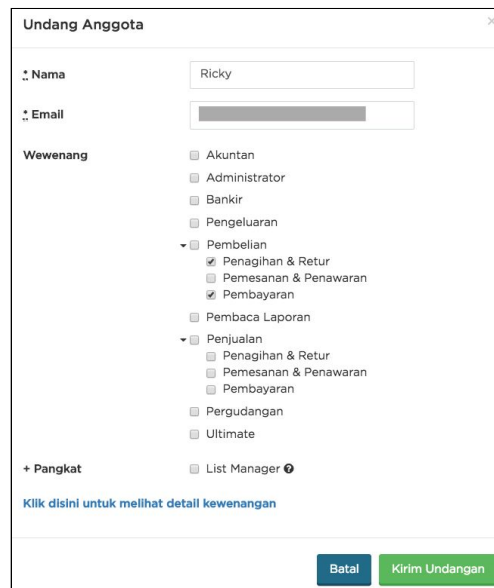 Undang Anggota
* Nama Ricky
* Email
Wewenang Akuntan
Administrator
Bankir
Pengeluaran
Pembelian
Penagihan & Retur
Pemesanan & Penawaran
Pembayaran
Pembaca Laporan
Penjualan
Penagihan & Retur
Pemesanan & Penawaran
Pembayaran
Pergudangan
Ultimate
+ Pangkat List Manager ?
Klik disini untuk melihat detail kewenangan
Batal Kirim Undangan